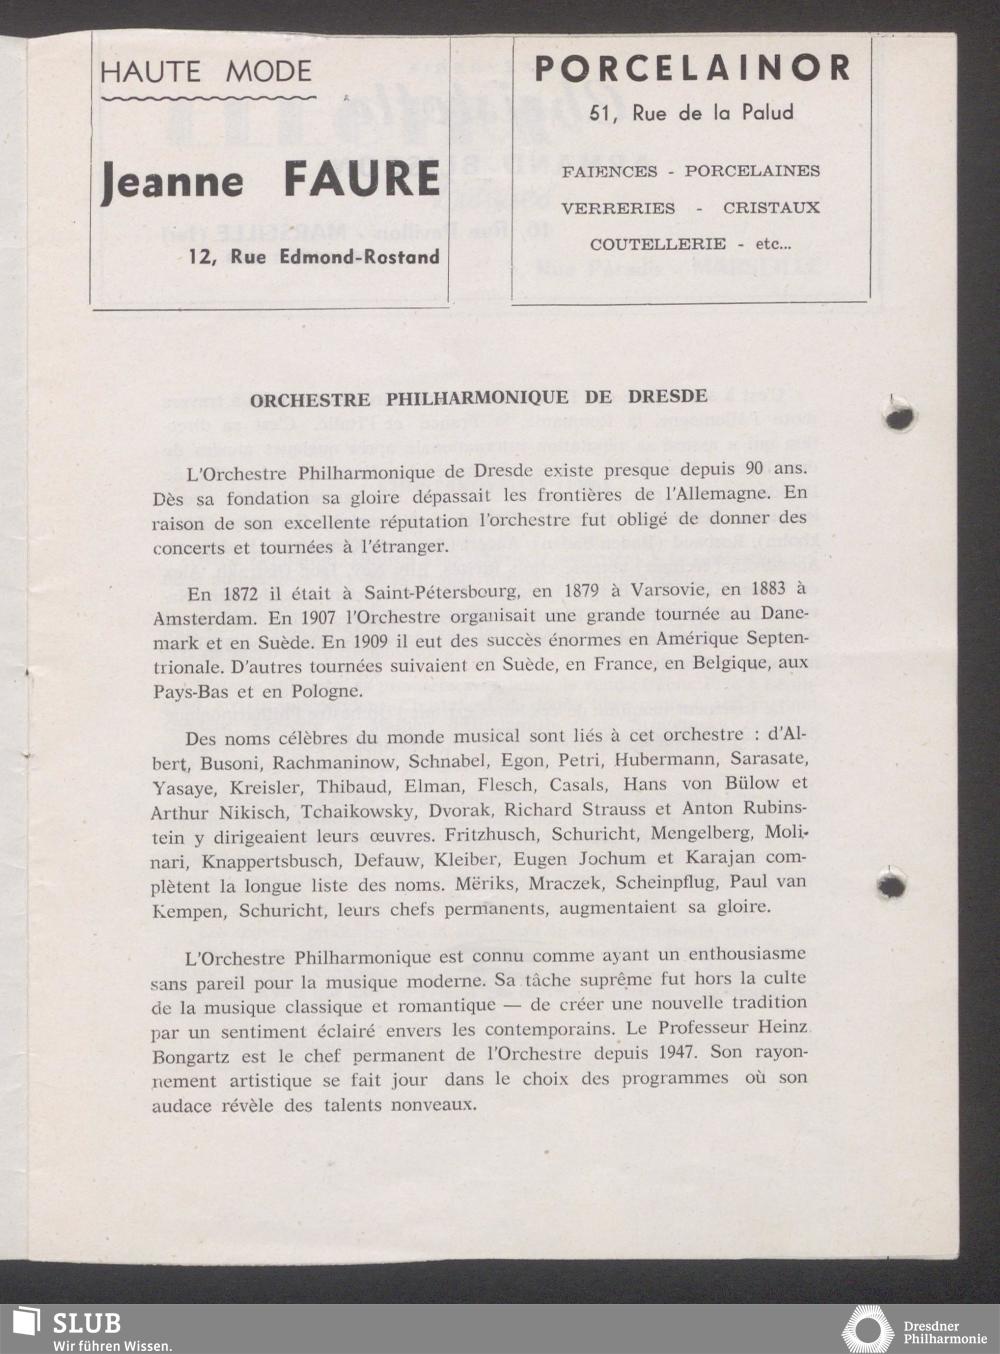 HAUTE MODE
Jeanne FAURE
12, Rue Edmond-Rostand
PORCELAINOR
51, Rue de la Palud
FAIENCES - PORCELAINES
VERRERIES - CRISTAUX
COUTELLERIE - etc...
ORCHESTRE PHILHARMONIQUE DE DRESDE
L'Orchestre Philharmonique de Dresde existe presque depuis 90 ans.
Dès sa fondation sa gloire dépassait les frontières de l'Allemagne. En
raison de son excellente réputation l'orchestre fut obligé de donner des
concerts et tournées à l'étranger.
En 1872 il était à Saint-Pétersbourg, en 1879 à Varsovie, en 1883 à
Amsterdam. En 1907 l'Orchestre organisait une grande tournée au Dane-
mark et en Suède. En 1909 il eut des succès énormes en Amérique Septen-
trionale. D'autres tournées suivaient en Suède, en France, en Belgique, aux
Pays-Bas et en Pologne.
Des noms célèbres du monde musical sont liés à cet orchestre : d'Al-
bert, Busoni, Rachmaninow, Schnabel, Egon, Petri, Hubermann, Sarasate,
Yasaye, Kreisler, Thibaud, Elman, Flesch, Casals, Hans von Bülow et
Arthur Nikisch, Tchaikowsky, Dvorak, Richard Strauss et Anton Rubins-
tein y dirigeaient leurs œuvres. Fritzhusch, Schuricht, Mengelberg, Moli-
nari, Knappertsbusch, Defauw, Kleiber, Eugen Jochum et Karajan com-
plètent la longue liste des noms. Mëriks, Mraczek, Scheinpflug, Paul van
Kempen, Schuricht, leurs chefs permanents, augmentaient sa gloire.
L'Orchestre Philharmonique est connu comme ayant un enthousiasme
sans pareil pour la musique moderne. Sa tâche suprême fut hors la culte
de la musique classique et romantique — de créer une nouvelle tradition
par un sentiment éclairé envers les contemporains. Le Professeur Heinz
Bongartz est le chef permanent de l'Orchestre depuis 1947. Son rayon-
nement artistique se fait jour dans le choix des programmes où son
audace révèle des talents nonveaux.
SLUB
Wir führen Wissen.
Dresdner
Philharmonie